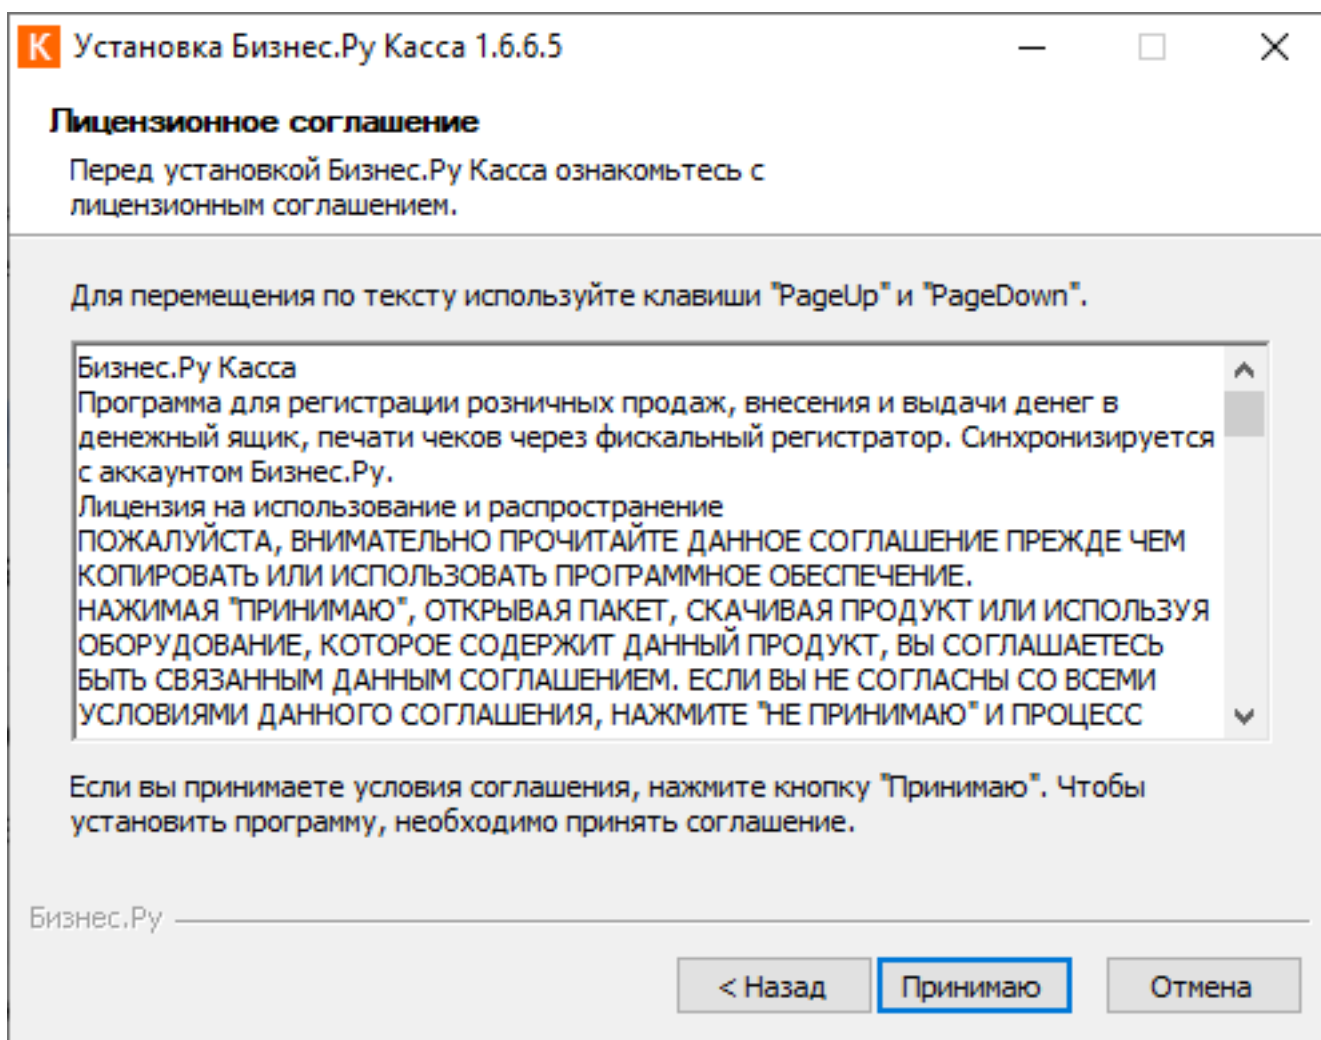 К Установка Бизнес.Ру Касса 1.6.6.5
Лицензионное соглашение
Перед установкой Бизнес.Ру Касса ознакомьтесь с
лицензионным соглашением.
Для перемещения по тексту используйте клавиши "PageUp" и "PageDown".
Бизнес.Ру Касса
Программа для регистрации розничных продаж, внесения и выдачи денег в
денежный ящик, печати чеков через фискальный регистратор. Синхронизируется
с аккаунтом Бизнес.Ру.
Лицензия на использование и распространение
ПОЖАЛУЙСТА, ВНИМАТЕЛЬНО ПРОЧИТАЙТЕ ДАННОЕ СОГЛАШЕНИЕ ПРЕЖДЕ ЧЕМ
КОПИРОВАТЬ ИЛИ ИСПОЛЬЗОВАТЬ ПРОГРАММНОЕ ОБЕСПЕЧЕНИЕ.
НАЖИМАЯ "ПРИНИМАЮ", ОТКРЫВАЯ ПАКЕТ, СКАЧИВАЯ ПРОДУКТ ИЛИ ИСПОЛЬЗУЯ
ОБОРУДОВАНИЕ, КОТОРОЕ СОДЕРЖИТ ДАННЫЙ ПРОДУКТ, ВЫ СОГЛАШАЕТЕСЬ
БЫТЬ СВЯЗАННЫМ ДАННЫМ СОГЛАШЕНИЕМ. ЕСЛИ ВЫ НЕ СОГЛАСНЫ СО ВСЕМИ
УСЛОВИЯМИ ДАННОГО СОГЛАШЕНИЯ, НАЖМИТЕ "НЕ ПРИНИМАЮ" И ПРОЦЕСС
Если вы принимаете условия соглашения, нажмите кнопку "Принимаю". Чтобы
установить программу, необходимо принять соглашение.
Бизнес.Ру
< Назад Принимаю Отмена